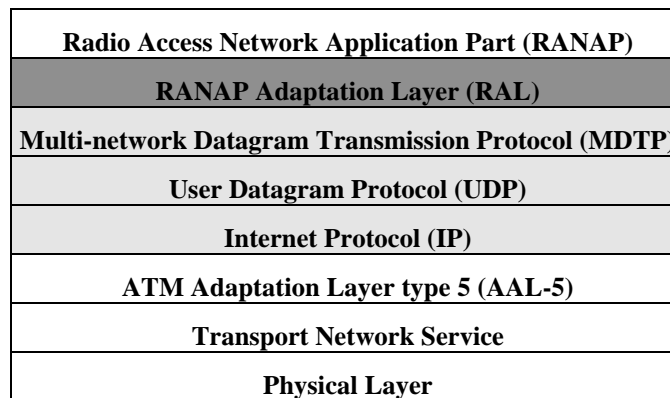 Radio Access Network Application Part (RANAP)
RANAP Adaptation Layer (RAL)
Multi-network Datagram Transmission Protocol (MDTP)
User Datagram Protocol (UDP)
Internet Protocol (IP)
ATM Adaptation Layer type 5 (AAL-5)
Transport Network Service
Physical Layer